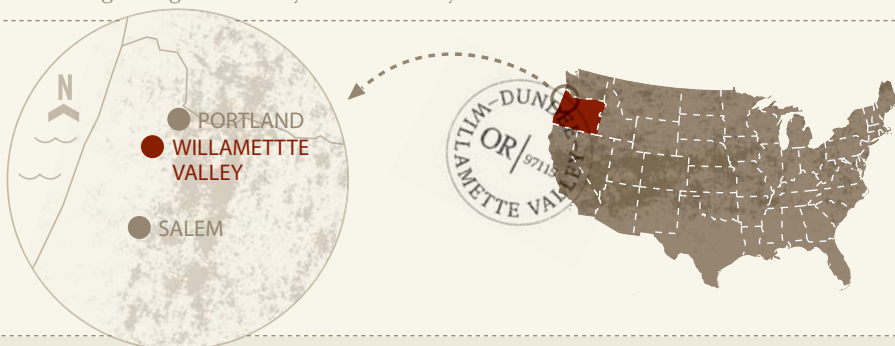 N
PORTLAND
WILLAMETTTE
VALLEY
SALEM
WILLAMETTE VALLEY
DUNDEE
OR/97115